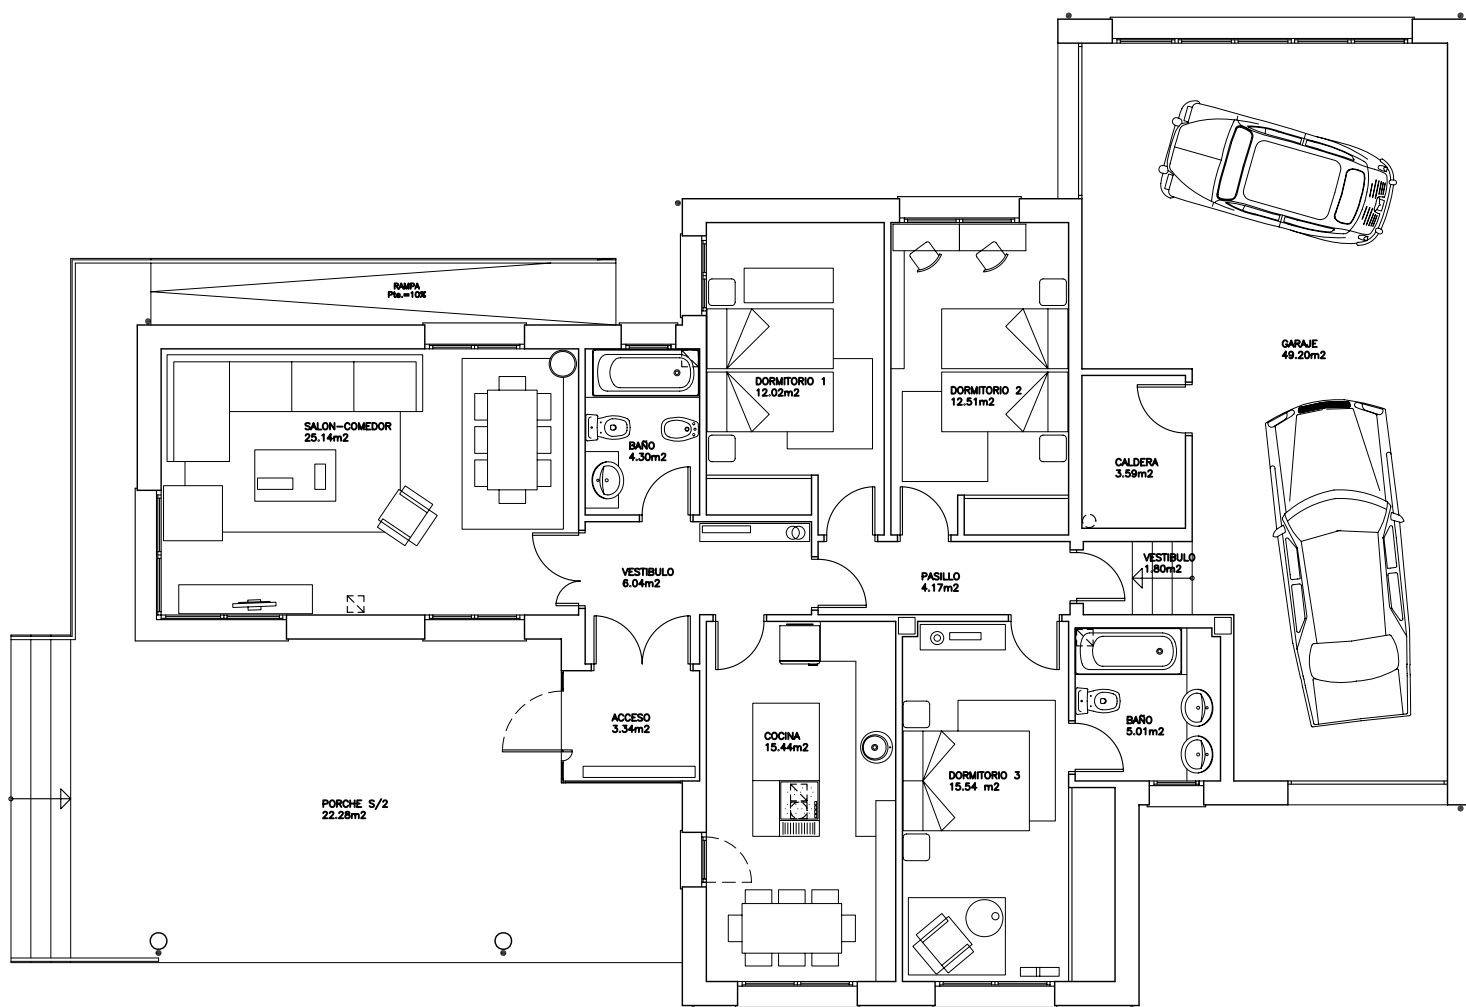 RAMPA
Pte.=10%
GARAJE
49.20m2
DORMITORIO 1
12.02m2
DORMITORIO 2
12.51m2
SALON-COMEDOR
25.14m2
BAÑO
4.30m2
CALDERA
3.59m2
VESTIBULO
6.04m2
PASILLO
4.17m2
VESTIBULO
1.80m2
ACCESO
3.34m2
COCINA
15.44m2
BAÑO
5.01m2
DORMITORIO 3
15.54 m2
PORCHE S/2
22.28m2